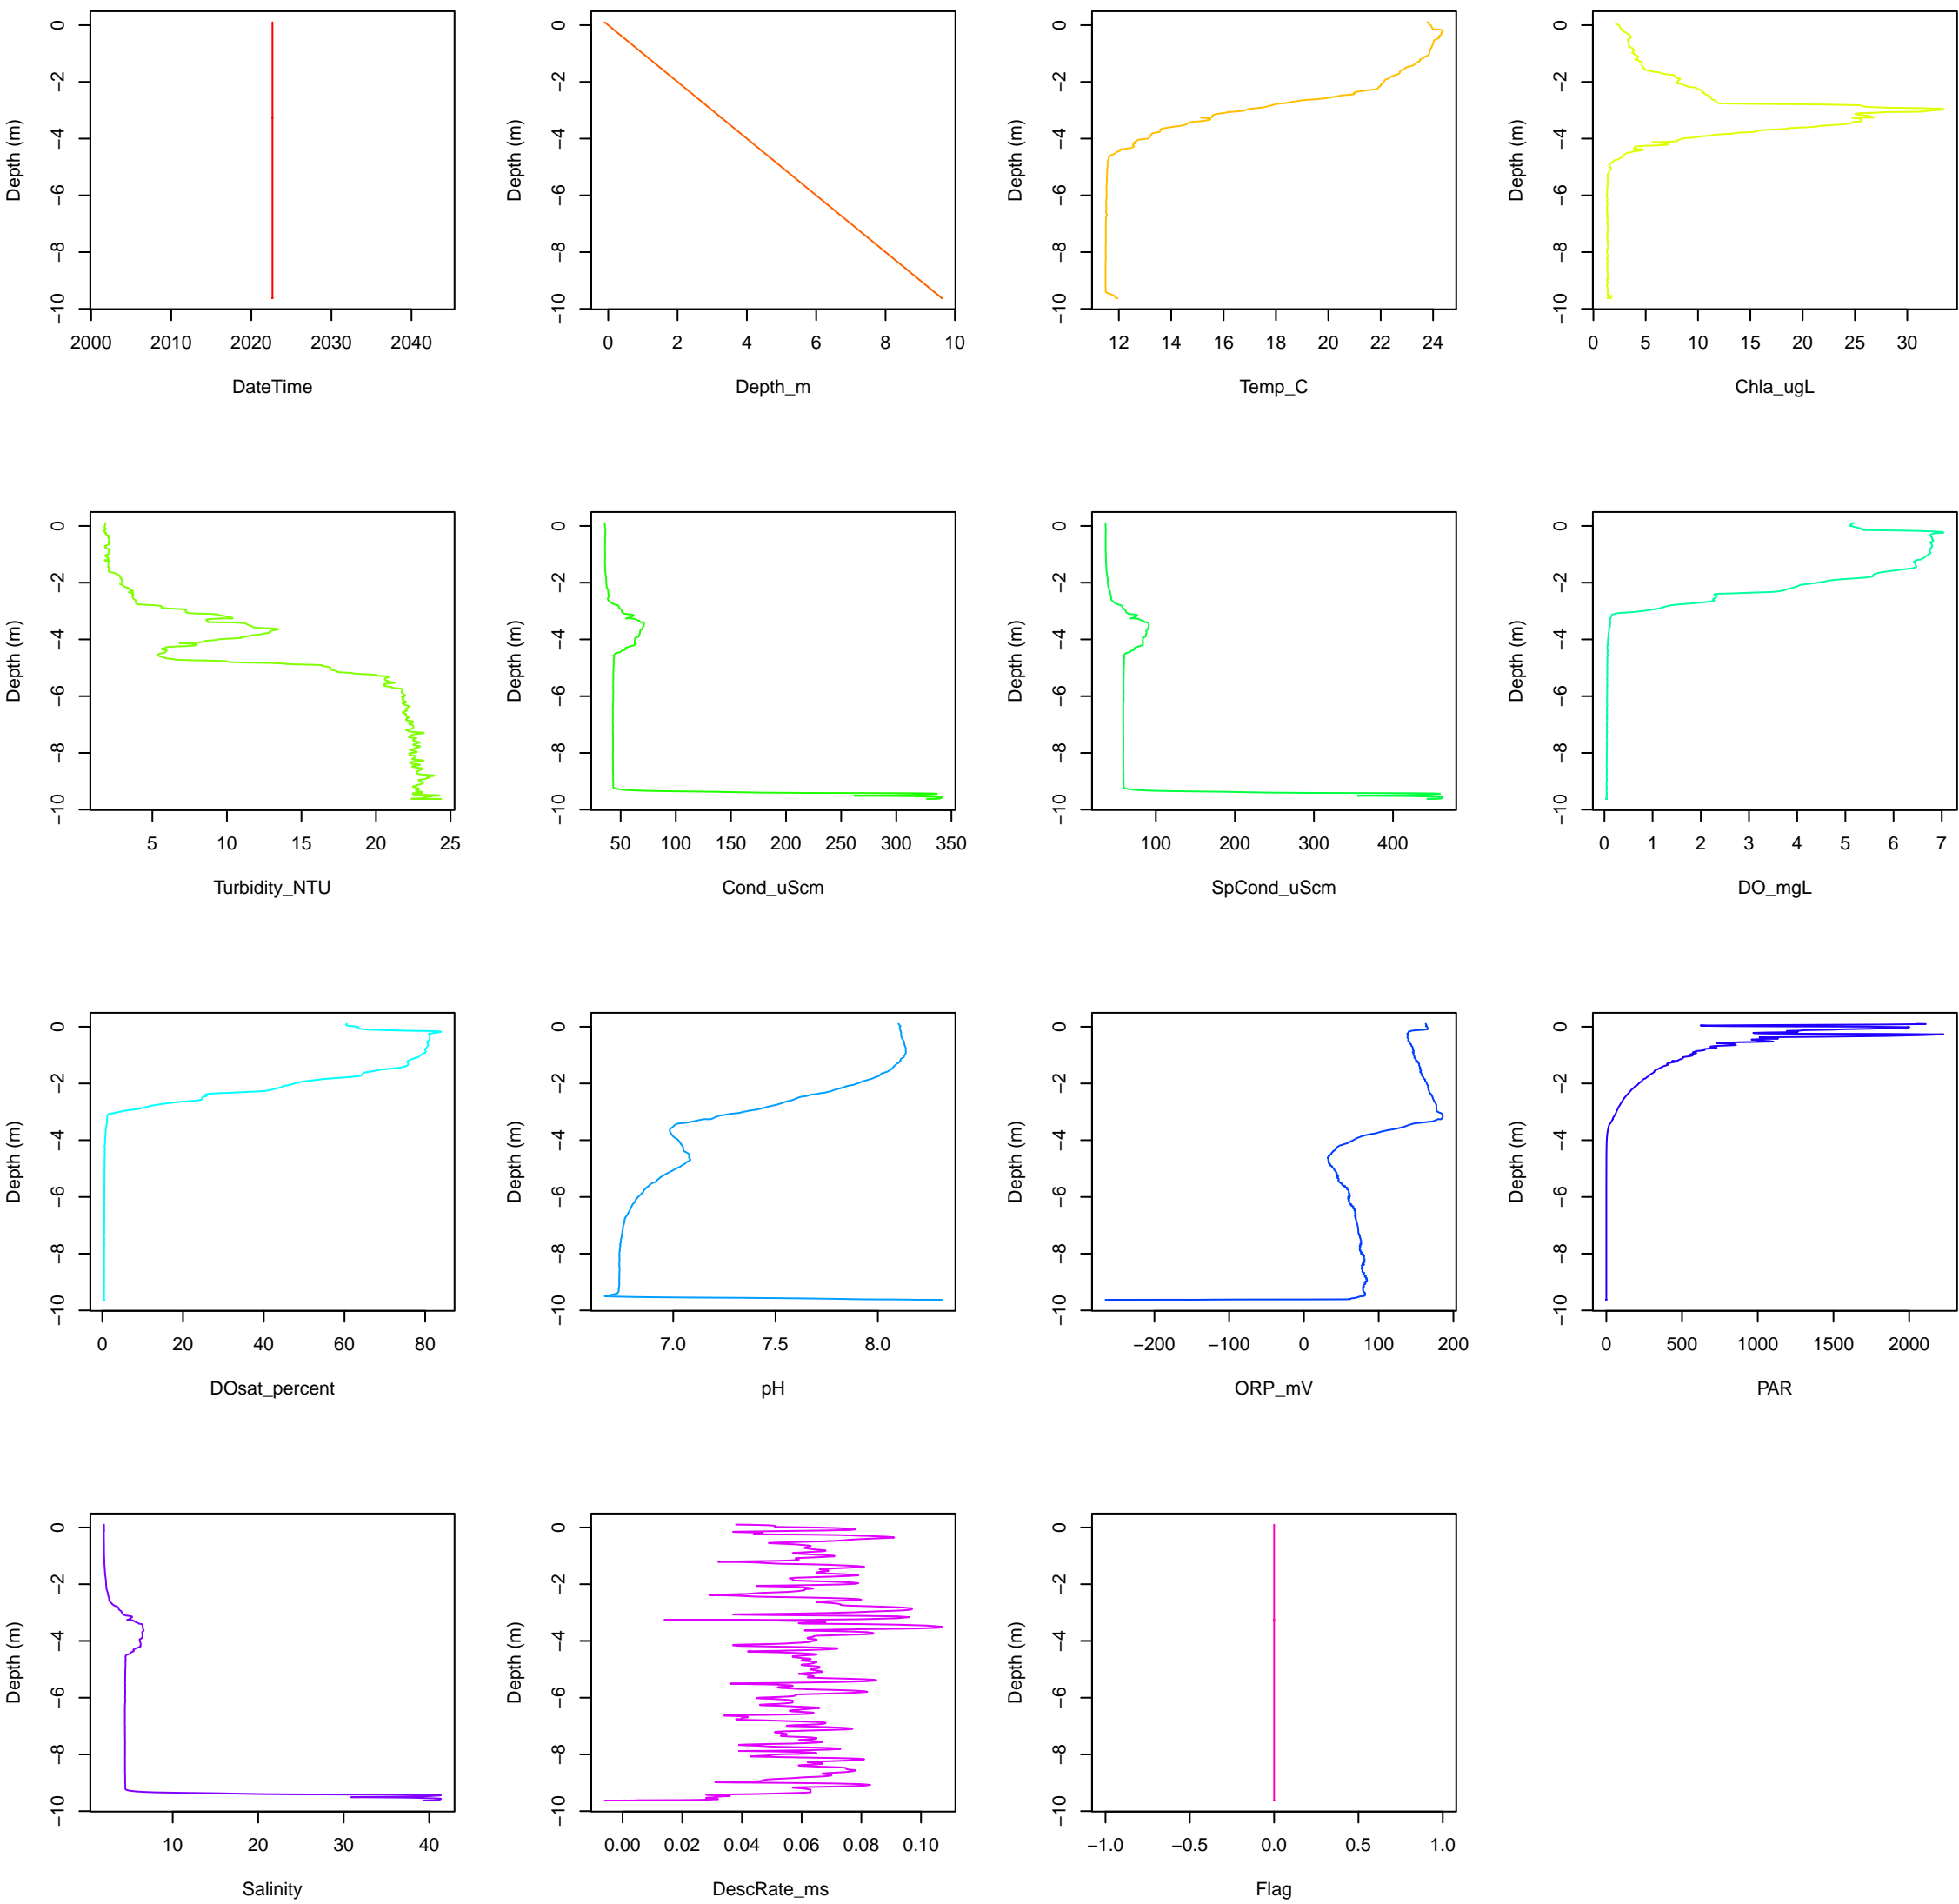 Depth (m)
0
−2
−4
−6
−8
−10
2000 2010 2020 2030 2040
DateTime
Depth (m)
0
−2
−4
−6
−8
−10
0 2 4 6 8 10
Depth_m
Depth (m)
0
−2
−4
−6
−8
−10
12 14 16 18 20 22 24
Temp_C
Depth (m)
0
−2
−4
−6
−8
−10
0 5 10 15 20 25 30
Chla_ugL
Depth (m)
0
−2
−4
−6
−8
−10
5 10 15 20 25
Turbidity_NTU
Depth (m)
0
−2
−4
−6
−8
−10
50 100 150 200 250 300 350
Cond_uScm
Depth (m)
0
−2
−4
−6
−8
−10
100 200 300 400
SpCond_uScm
Depth (m)
0
−2
−4
−6
−8
−10
0 1 2 3 4 5 6 7
DO_mgL
Depth (m)
0
−2
−4
−6
−8
−10
0 20 40 60 80
DOsat_percent
Depth (m)
0
−2
−4
−6
−8
−10
7.0 7.5 8.0
pH
Depth (m)
0
−2
−4
−6
−8
−10
−200 −100 0 100 200
ORP_mV
Depth (m)
0
−2
−4
−6
−8
−10
0 500 1000 1500 2000
PAR
Depth (m)
0
−2
−4
−6
−8
−10
10 20 30 40
Salinity
Depth (m)
0
−2
−4
−6
−8
−10
0.00 0.02 0.04 0.06 0.08 0.10
DescRate_ms
Depth (m)
0
−2
−4
−6
−8
−10
−1.0 −0.5 0.0 0.5 1.0
Flag